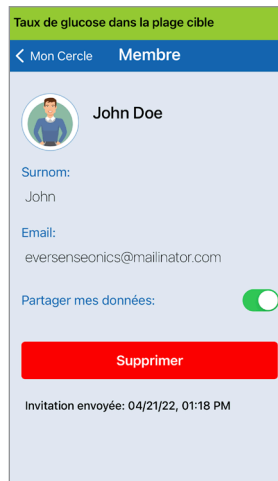 Taux de glucose dans la plage cible
Mon Cercle Membre
John Doe
Surnom:
John
Email:
eversenseonics@mailinator.com
Partager mes données:
Supprimer
Invitation envoyée: 04/21/22, 01:18 PM